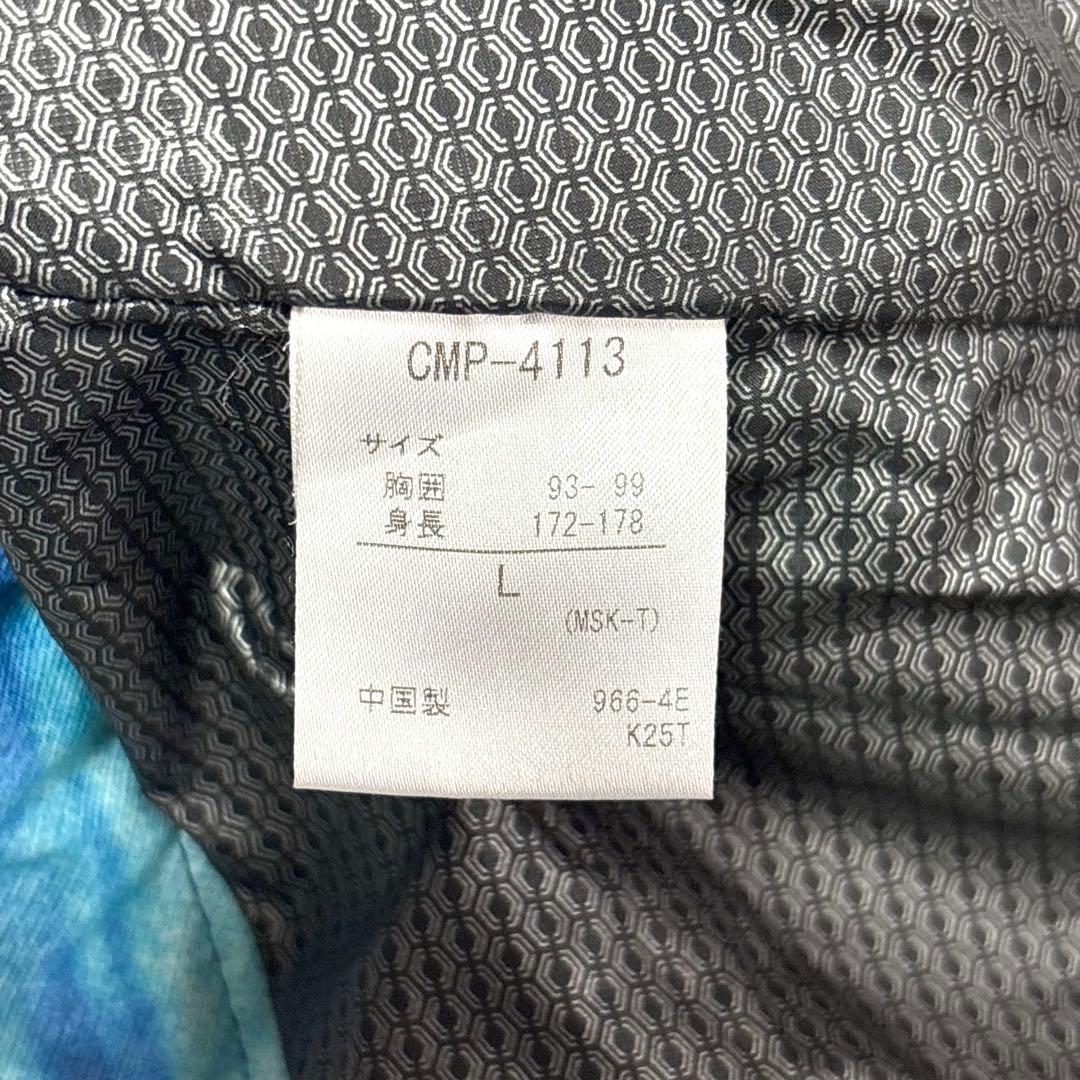 CMP-4113
サイズ
胸囲 93- 99
身長 172-178
L
(MSK-T)
中国製 966-4E
K25T